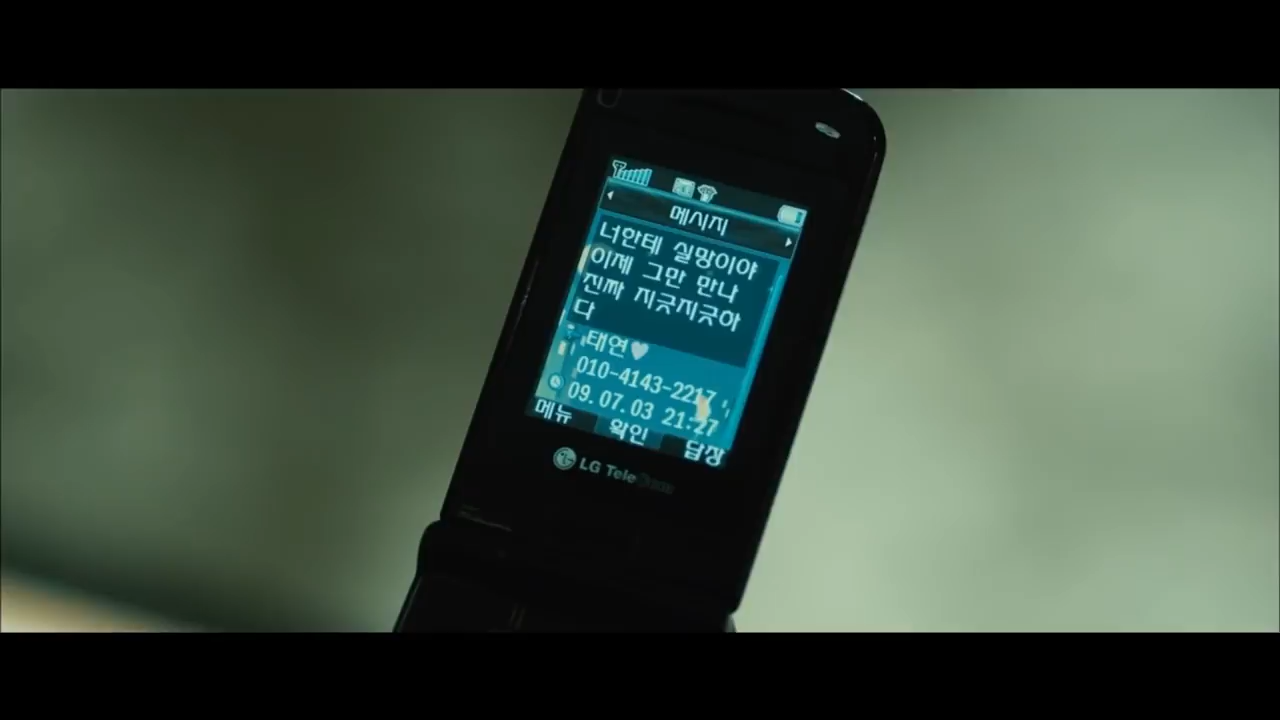 메시지
너한테 실망이야
이제 그만 만나
진짜 지긋지긋하
다
태연♥
010-4143-2217
09.07.03 21:27
메뉴 확인 답장
LG Tele